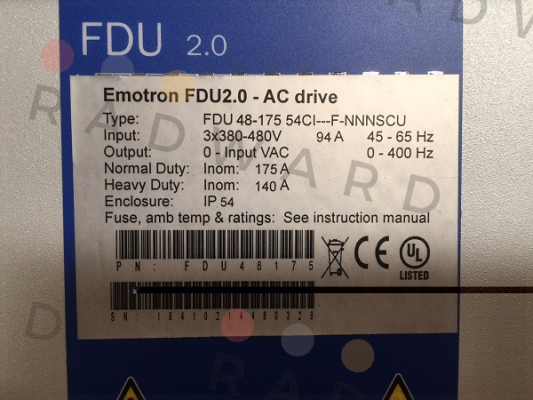 FDU 2.0
Emotron FDU2.0 - AC drive
Type: FDU 48-175 54CI---F-NNNSCU
Input: 3x380-480V 94 A 45 - 65 Hz
Output: 0 - Input VAC 0 - 400 Hz
Normal Duty: Inom: 175 A
Heavy Duty: Inom: 140 A
Enclosure: IP 54
Fuse, amb temp & ratings: See instruction manual
PN: FDU48175
CE UL
LISTED
RADWARD
RADWARD